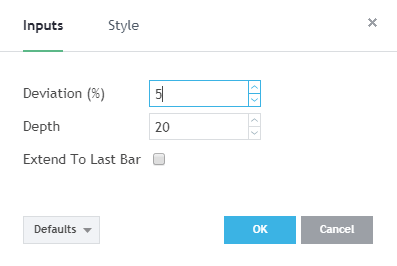 Inputs Style ×
Deviation (%) 5
Depth 20
Extend To Last Bar
Defaults OK Cancel